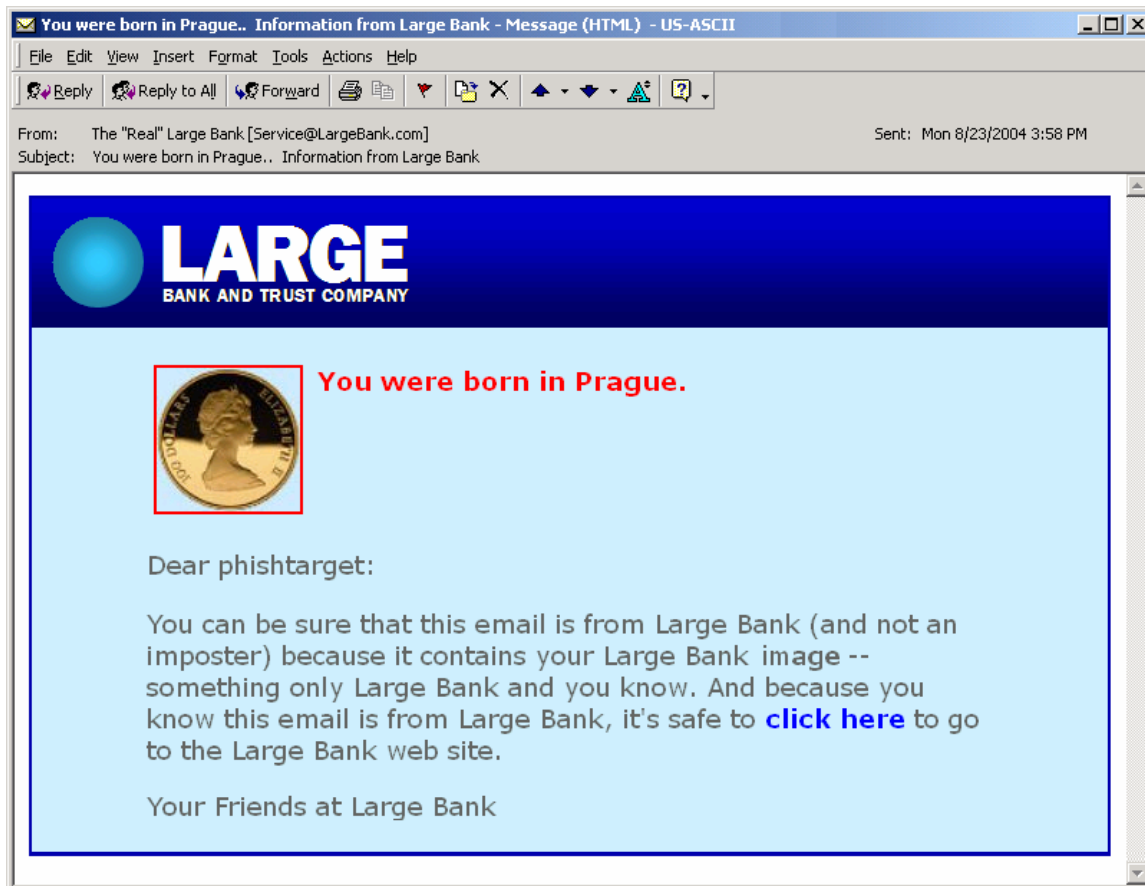 You were born in Prague.. Information from Large Bank - Message (HTML) - US-ASCII
File Edit View Insert Format Tools Actions Help
Reply Reply to All Forward
From: The "Real" Large Bank [Service@LargeBank.com] Sent: Mon 8/23/2004 3:58 PM
Subject: You were born in Prague.. Information from Large Bank
LARGE
BANK AND TRUST COMPANY
You were born in Prague.
100 DOLLARS ELIZABETH II
Dear phishtarget:
You can be sure that this email is from Large Bank (and not an
imposter) because it contains your Large Bank image --
something only Large Bank and you know. And because you
know this email is from Large Bank, it's safe to click here to go
to the Large Bank web site.
Your Friends at Large Bank